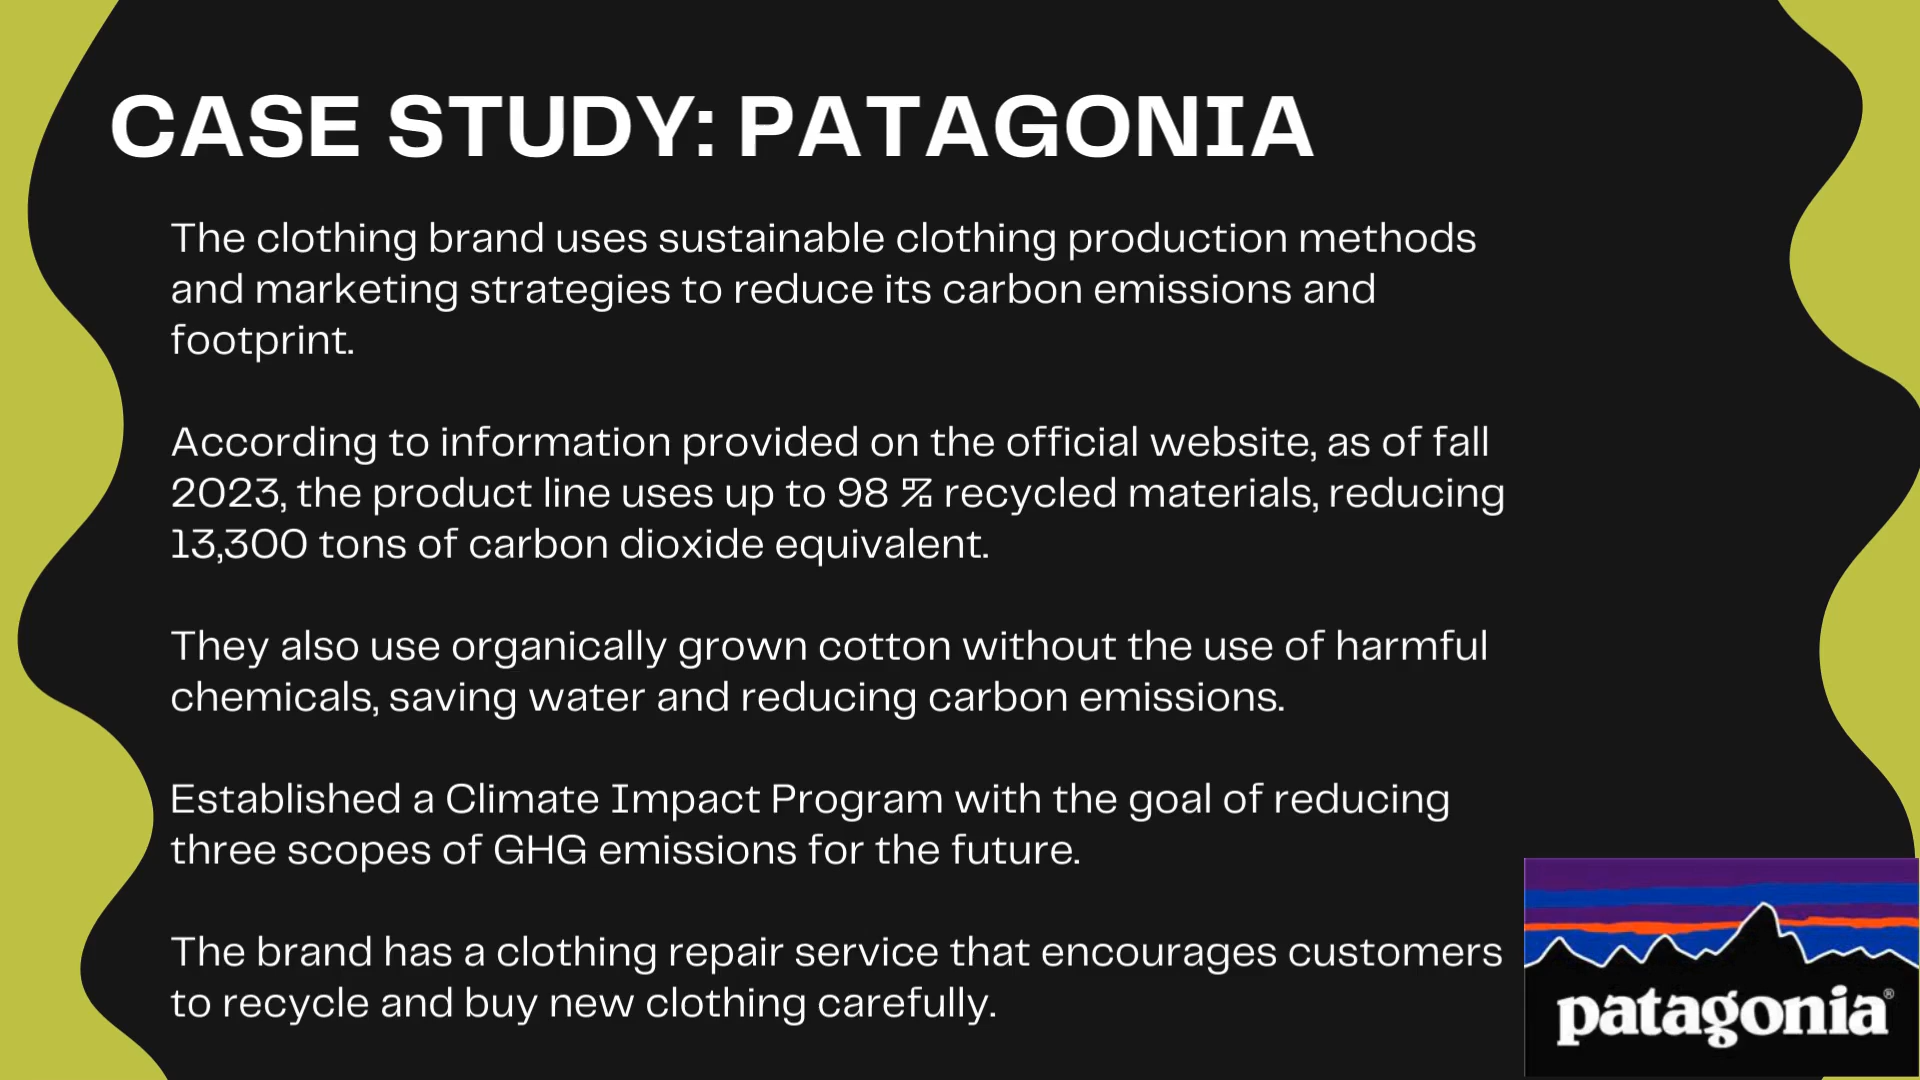 CASE STUDY: PATAGONIA
The clothing brand uses sustainable clothing production methods
and marketing strategies to reduce its carbon emissions and
footprint.
According to information provided on the official website, as of fall
2023, the product line uses up to 98 % recycled materials, reducing
13,300 tons of carbon dioxide equivalent.
They also use organically grown cotton without the use of harmful
chemicals, saving water and reducing carbon emissions.
Established a Climate Impact Program with the goal of reducing
three scopes of GHG emissions for the future.
The brand has a clothing repair service that encourages customers
to recycle and buy new clothing carefully.
patagonia®